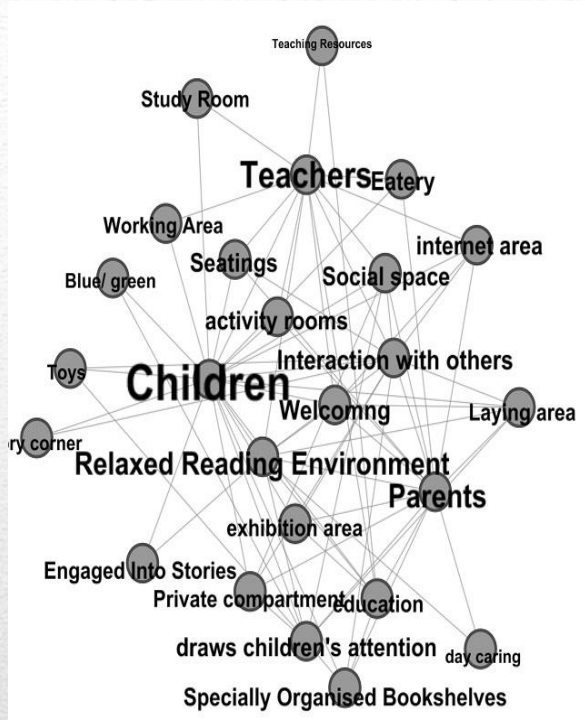 Teaching Resources
Study Room
Teachers
Eatery
Working Area
internet area
Seatings
Social space
Blue/ green
activity rooms
Interaction with others
Toys
Children
Welcomng
Laying area
ry corner
Relaxed Reading Environment
Parents
exhibition area
Engaged Into Stories
Private compartment
education
draws children's attention
day caring
Specially Organised Bookshelves